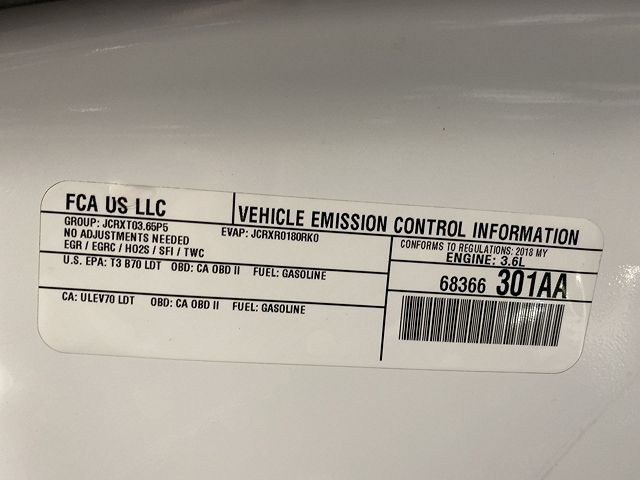 FCA US LLC
VEHICLE EMISSION CONTROL INFORMATION
GROUP: JCRXT03.65P5 EVAP: JCRXR0180RK0
NO ADJUSTMENTS NEEDED
EGR / EGRC / HO2S / SFI / TWC
CONFORMS TO REGULATIONS: 2018 MY
ENGINE: 3.6L
U.S. EPA: T3 B70 LDT OBD: CA OBD II FUEL: GASOLINE
68366 301AA
CA: ULEV70 LDT OBD: CA OBD II FUEL: GASOLINE